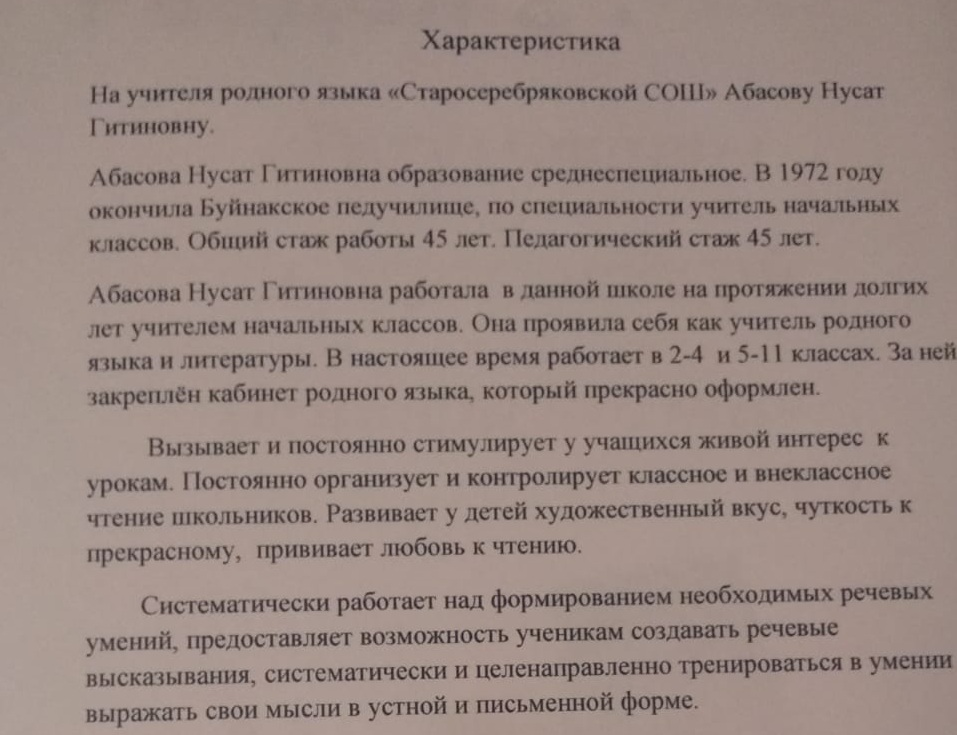 Характеристика
На учителя родного языка «Старосеребряковской СОШ» Абасову Нусат
Гитиновну.
Абасова Нусат Гитиновна образование среднеспециальное. В 1972 году
окончила Буйнакское педучилище, по специальности учитель начальных
классов. Общий стаж работы 45 лет. Педагогический стаж 45 лет.
Абасова Нусат Гитиновна работала в данной школе на протяжении долгих
лет учителем начальных классов. Она проявила себя как учитель родного
языка и литературы. В настоящее время работает в 2-4 и 5-11 классах. За ней
закреплён кабинет родного языка, который прекрасно оформлен.
Вызывает и постоянно стимулирует у учащихся живой интерес к
урокам. Постоянно организует и контролирует классное и внеклассное
чтение школьников. Развивает у детей художественный вкус, чуткость к
прекрасному, прививает любовь к чтению.
Систематически работает над формированием необходимых речевых
умений, предоставляет возможность ученикам создавать речевые
высказывания, систематически и целенаправленно тренироваться в умении
выражать свои мысли в устной и письменной форме.